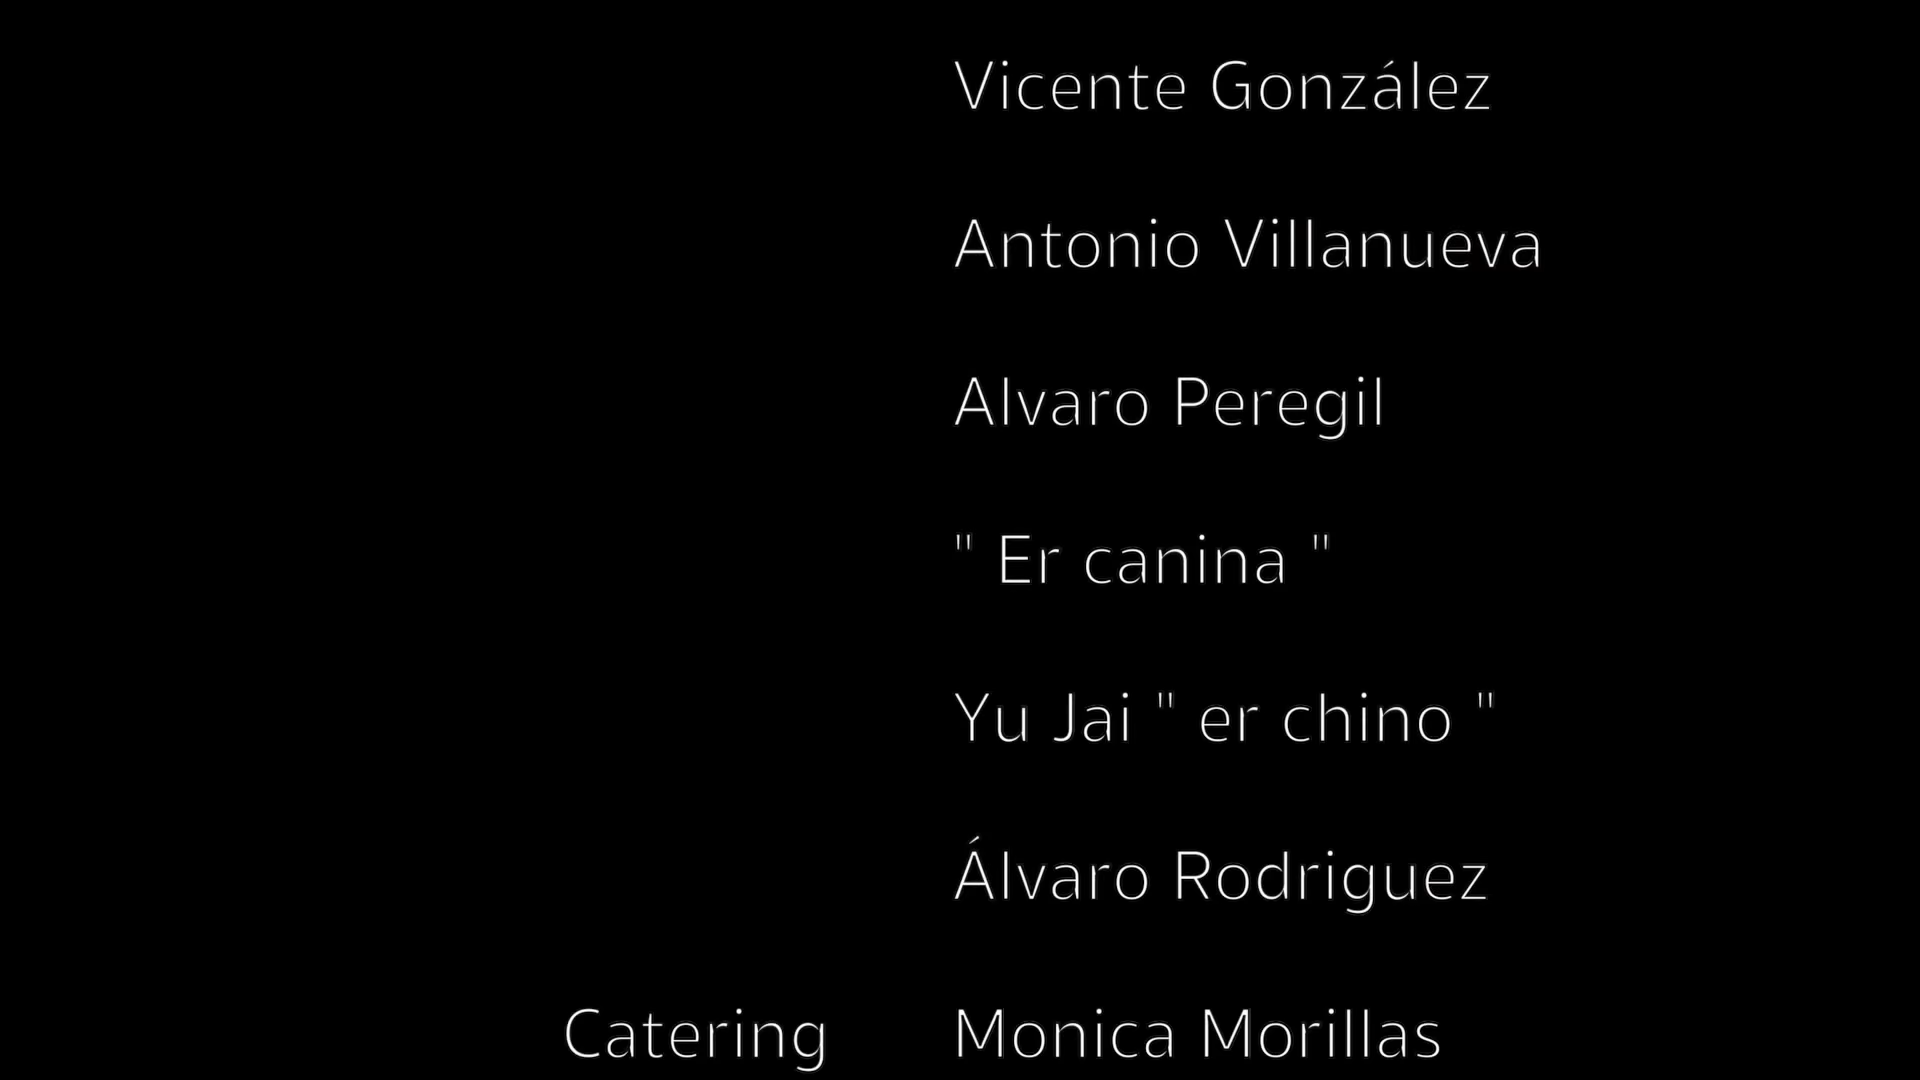 Vicente González
Antonio Villanueva
Alvaro Peregil
" Er canina "
Yu Jai " er chino "
Álvaro Rodriguez
Catering Monica Morillas